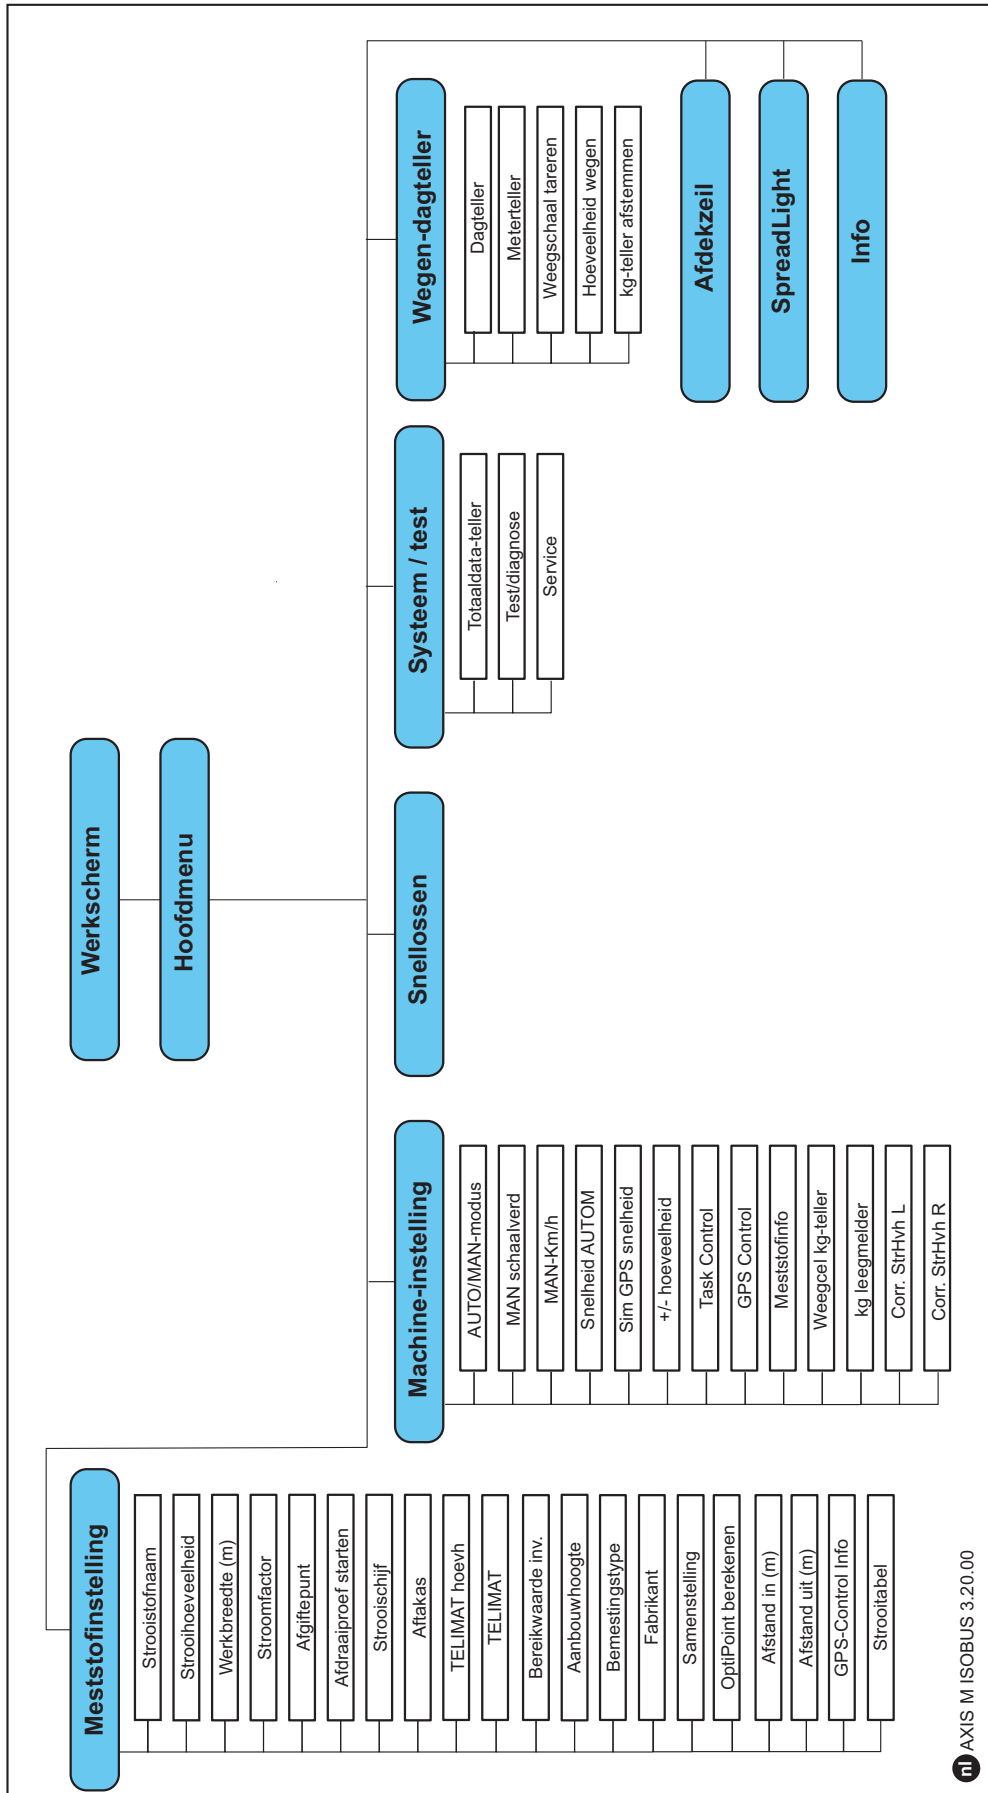 Werkscherm
Hoofdmenu
Meststofinstelling
Strooistofnaam
Strooihoeveelheid
Werkbreedte (m)
Stroomfactor
Afgiftepunt
Afdraaiproef starten
Strooischijf
Aftakas
TELIMAT hoevh
TELIMAT
Bereikwaarde inv.
Aanbouwhoogte
Bemestingstype
Fabrikant
Samenstelling
OptiPoint berekenen
Afstand in (m)
Afstand uit (m)
GPS-Control Info
Strooitabel
Machine-instelling
AUTO/MAN-modus
MAN schaalverd
MAN-Km/h
Snelheid AUTOM
Sim GPS snelheid
+/- hoeveelheid
Task Control
GPS Control
Meststofinfo
Weegcel kg-teller
kg leegmelder
Corr. StrHvh L
Corr. StrHvh R
Snellossen
Systeem / test
Totaaldata-teller
Test/diagnose
Service
Wegen-dagteller
Dagteller
Meterteller
Weegschaal tareren
Hoeveelheid wegen
kg-teller afstemmen
Afdekzeil
SpreadLight
Info
nl AXIS M ISOBUS 3.20.00